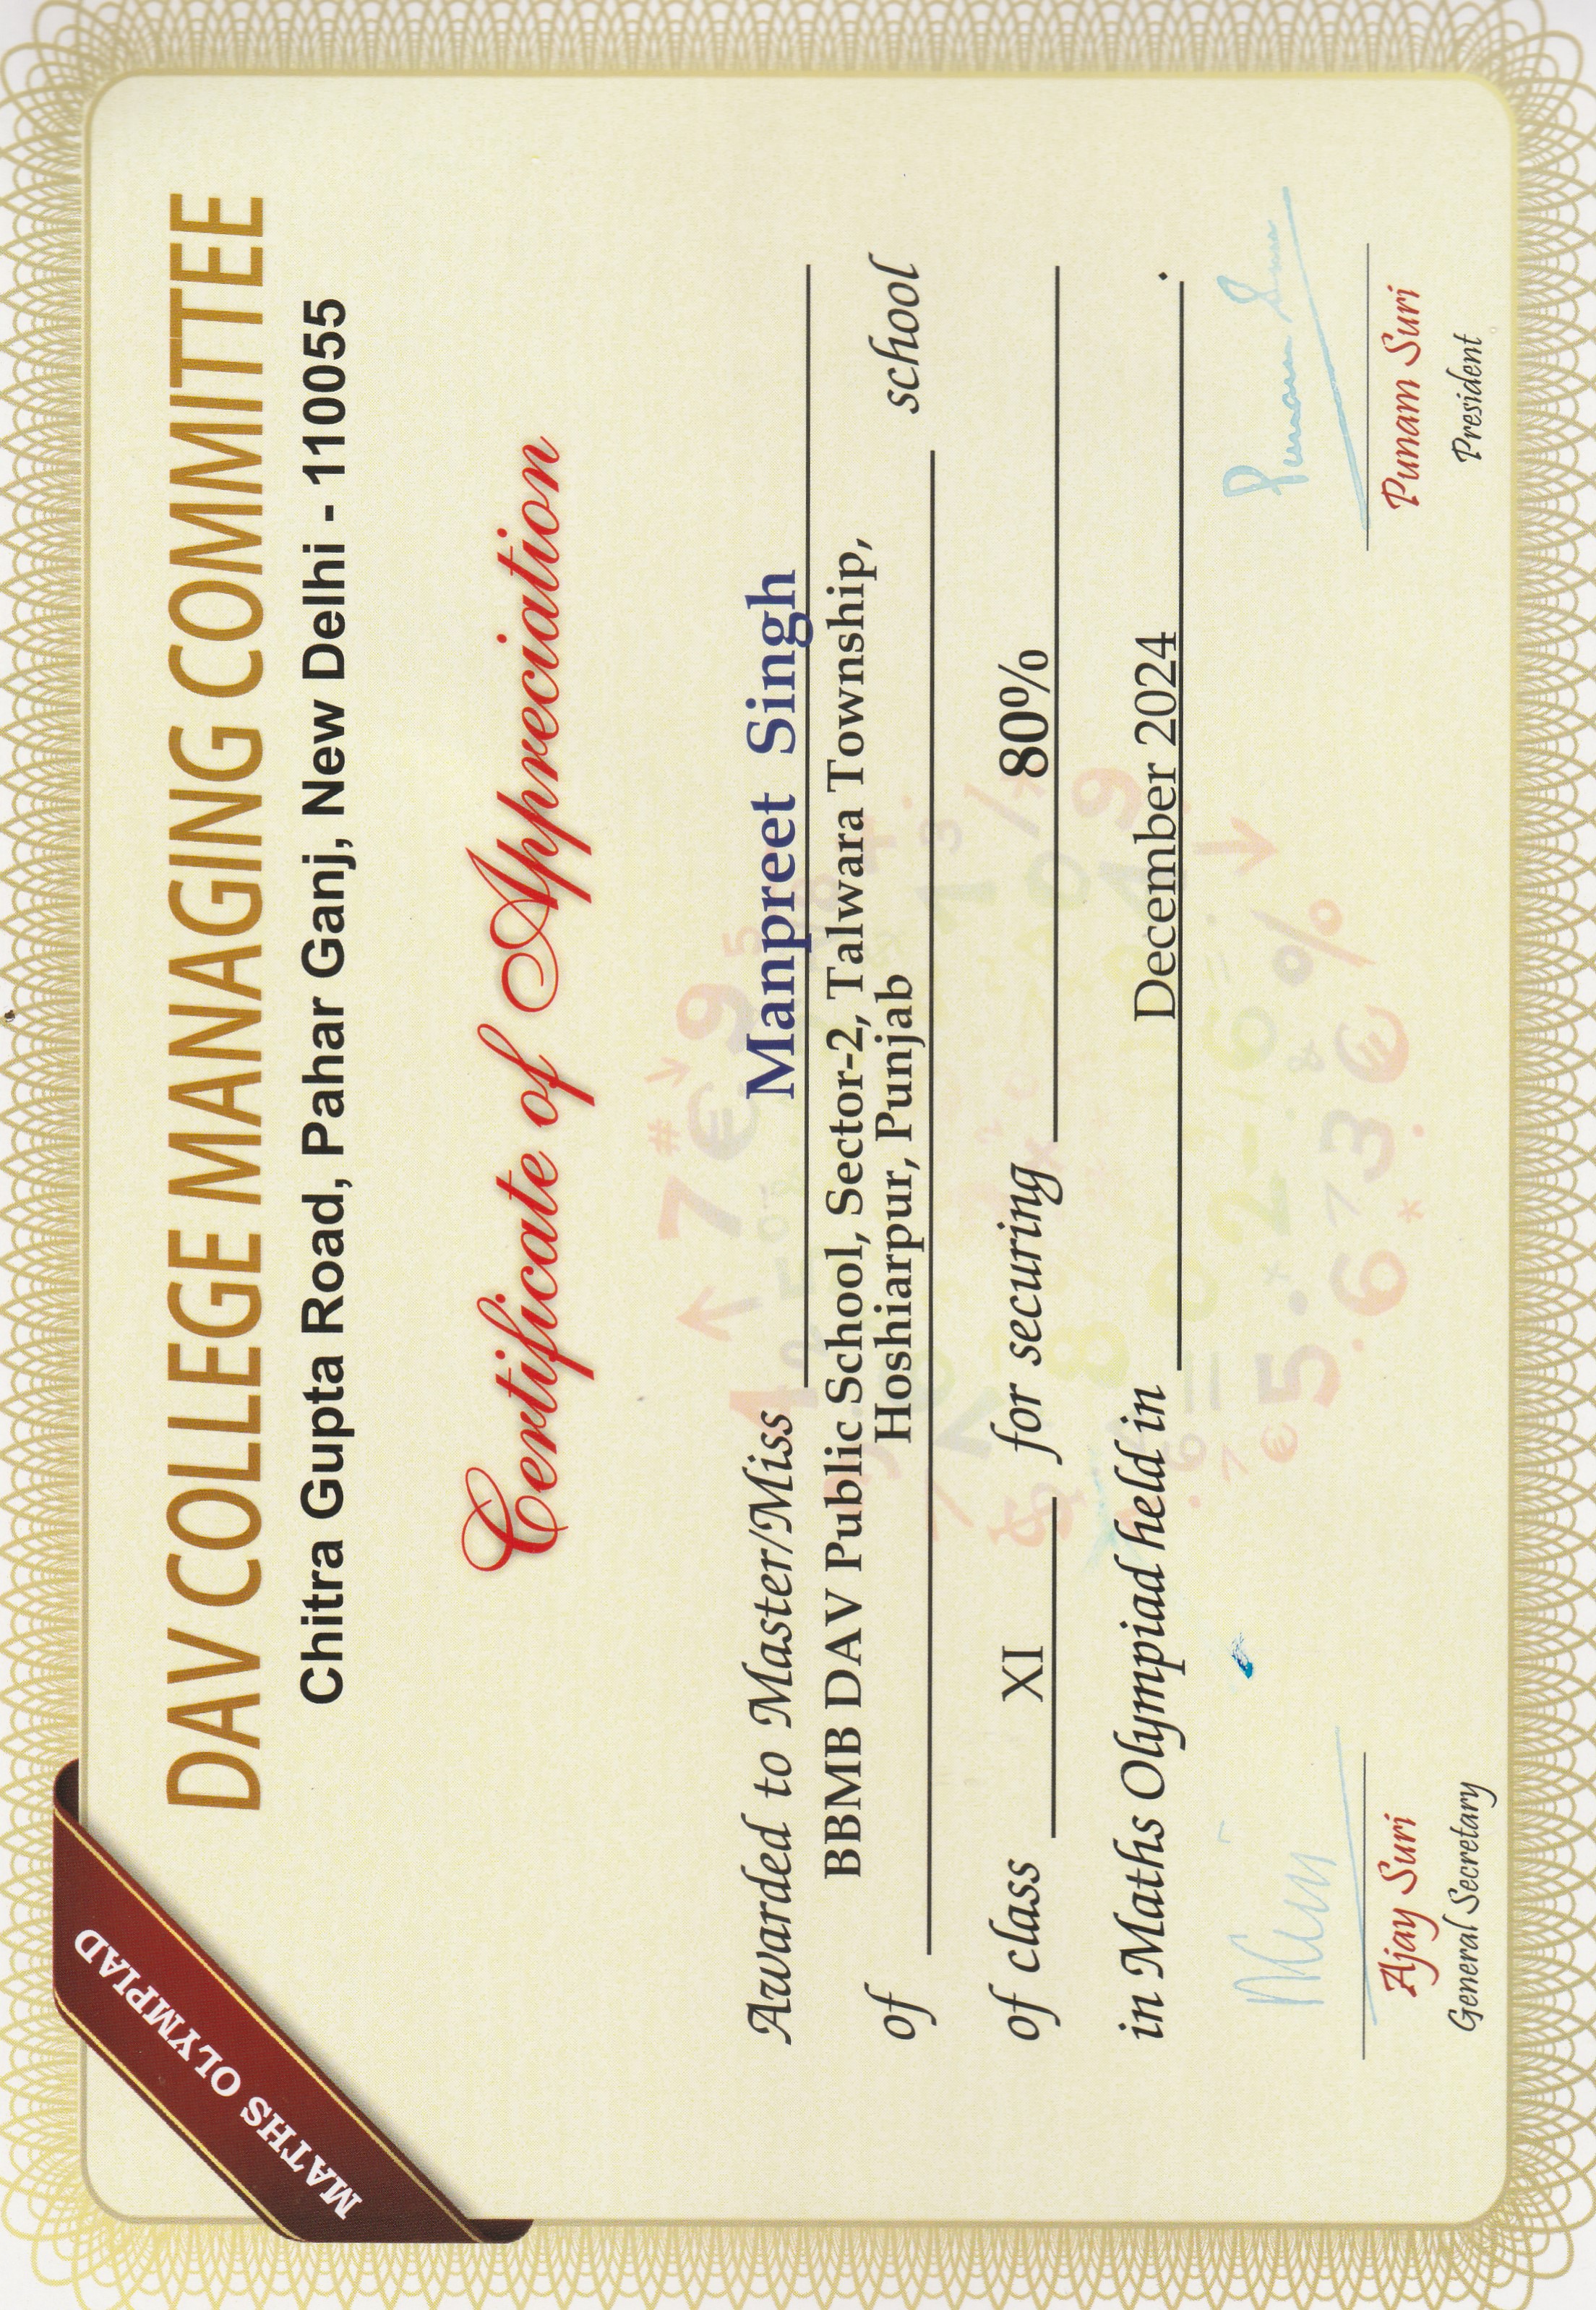 MATHS OLYMPIAD
DAV COLLEGE MANAGING COMMITTEE
Chitra Gupta Road, Pahar Ganj, New Delhi - 110055
Certificate of Appreciation
Awarded to Master/Miss Manpreet Singh
BBMB DAV Public School, Sector-2, Talwara Township,
of Hoshiarpur, Punjab school
of class XI for securing 80%
in Maths Olympiad held in December 2024.
Punam Suri
Ajay Suri Punam Suri
General Secretary President